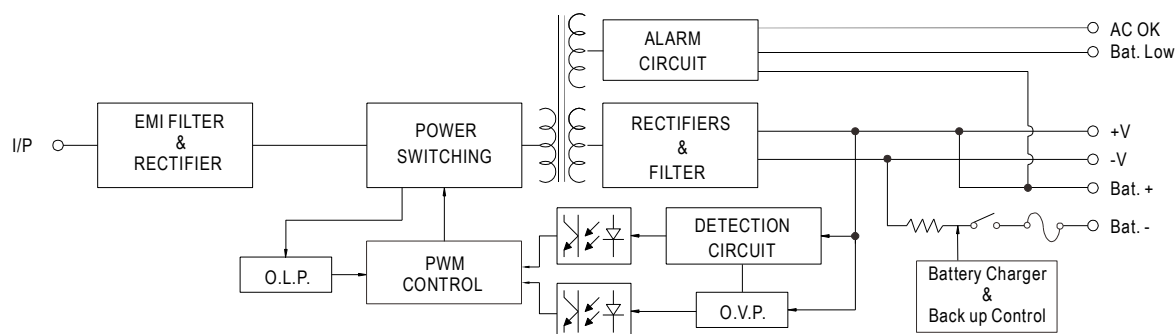 ALARM
CIRCUIT
AC OK
Bat. Low
I/P
EMI FILTER
&
RECTIFIER
POWER
SWITCHING
RECTIFIERS
&
FILTER
+V
-V
Bat. +
Bat. -
O.L.P.
PWM
CONTROL
DETECTION
CIRCUIT
O.V.P.
Battery Charger
&
Back up Control